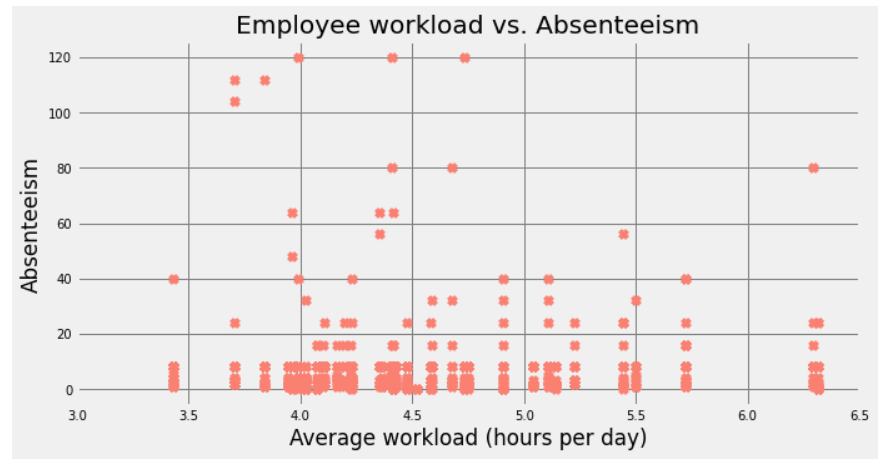 Employee workload vs. Absenteeism
120
100
80
60
40
20
0
Absenteeism
3.0 3.5 4.0 4.5 5.0 5.5 6.0 6.5
Average workload (hours per day)